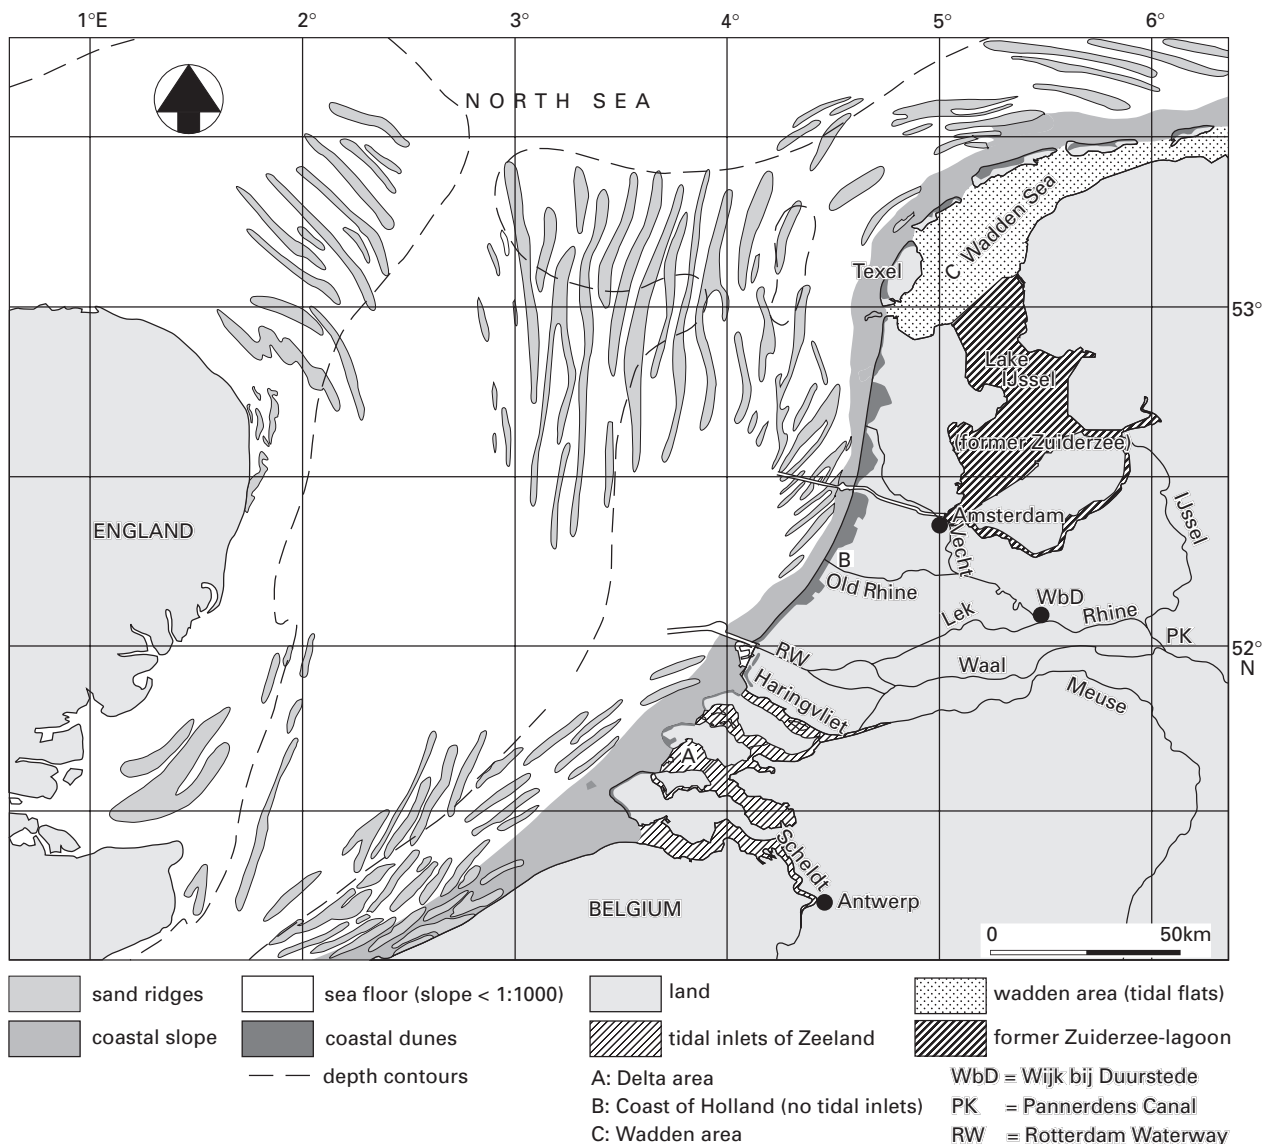 1°E 2° 3° 4° 5° 6°
NORTH SEA
C Wadden Sea
Texel
53°
Lake
IJssel
(former Zuiderzee)
IJssel
ENGLAND
Amsterdam
Vecht
B
Old Rhine
WbD
Lek
Rhine
PK
52°
N
RW
Waal
Haringvliet
Meuse
A
Scheldt
BELGIUM
Antwerp
0 50km
sand ridges
sea floor (slope < 1:1000)
land
wadden area (tidal flats)
coastal slope
coastal dunes
tidal inlets of Zeeland
former Zuiderzee-lagoon
depth contours
A: Delta area
B: Coast of Holland (no tidal inlets)
C: Wadden area
WbD = Wijk bij Duurstede
PK = Pannerdens Canal
RW = Rotterdam Waterway